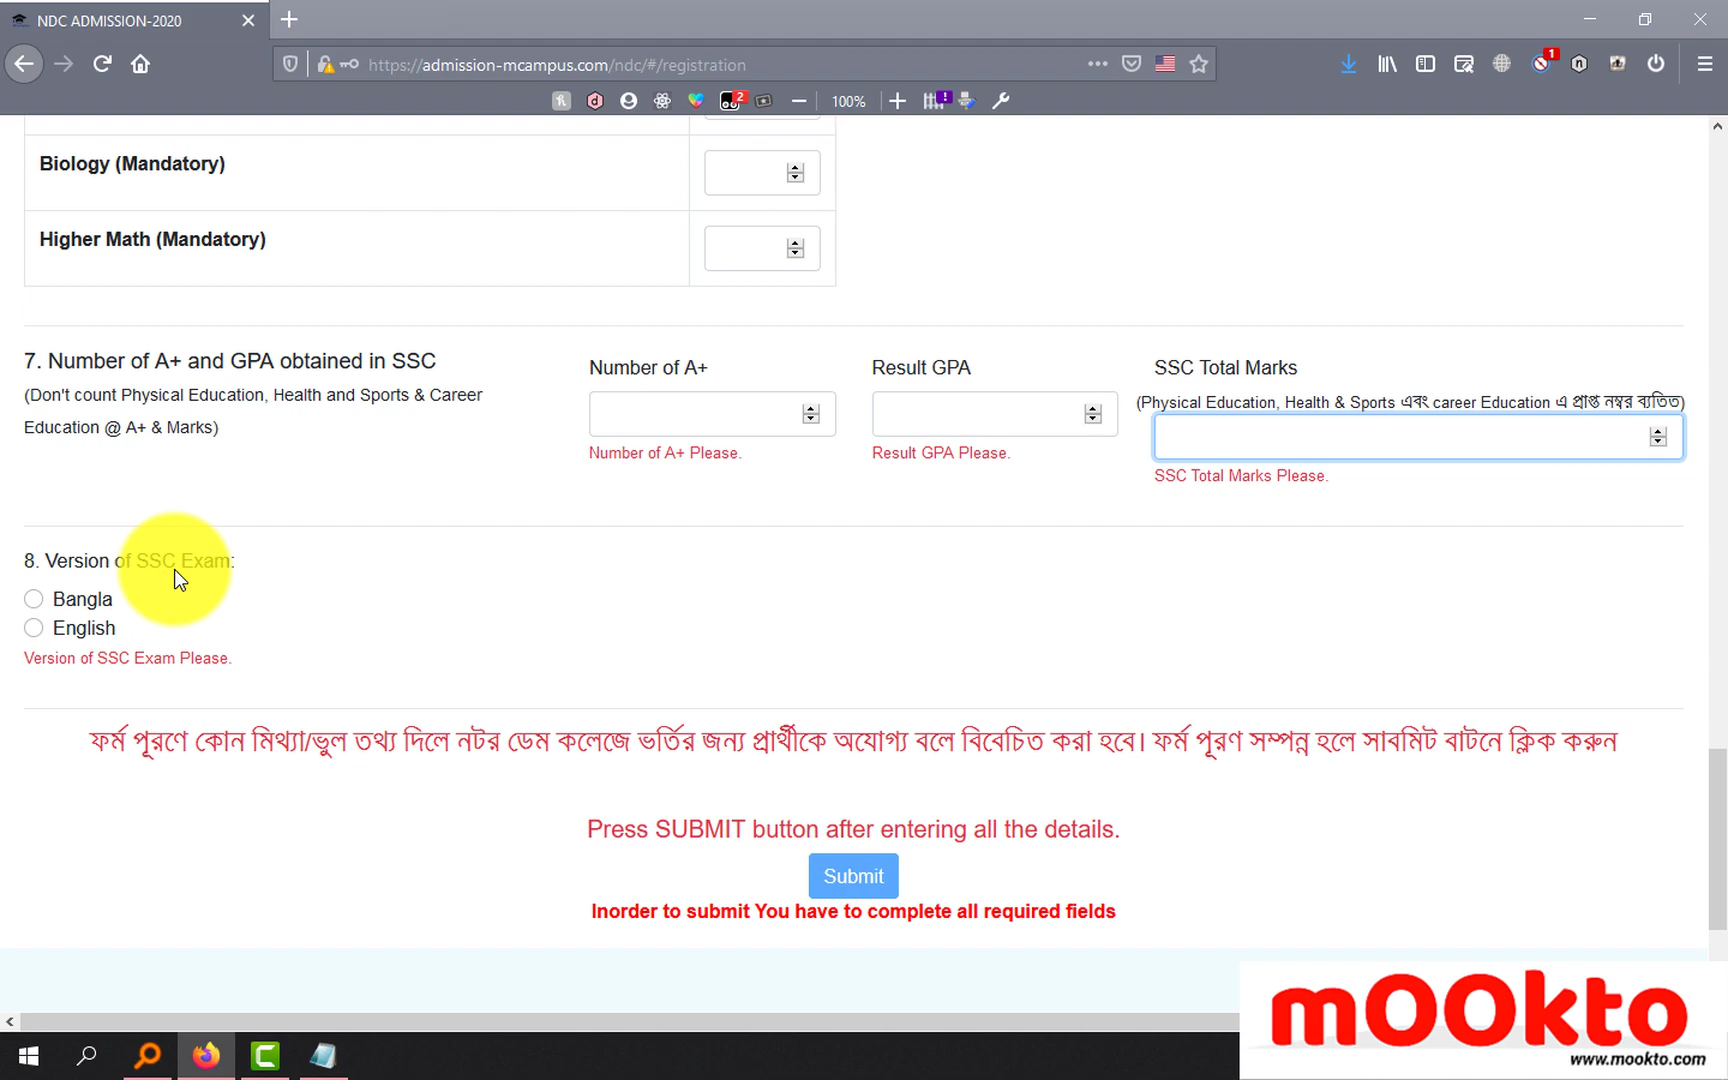 NDC ADMISSION-2020
https://admission-mcampus.com/ndc/#/registration
1
2
100%
Biology (Mandatory)
Higher Math (Mandatory)
7. Number of A+ and GPA obtained in SSC
(Don't count Physical Education, Health and Sports & Career
Education @ A+ & Marks)
Number of A+
Number of A+ Please.
Result GPA
Result GPA Please.
SSC Total Marks
(Physical Education, Health & Sports এবং career Education এ প্রাপ্ত নম্বর ব্যতিত)
SSC Total Marks Please.
8. Version of SSC Exam:
Bangla
English
Version of SSC Exam Please.
ফর্ম পূরণে কোন মিথ্যা/ভুল তথ্য দিলে নটর ডেম কলেজে ভর্তির জন্য প্রার্থীকে অযোগ্য বলে বিবেচিত করা হবে। ফর্ম পূরণ সম্পন্ন হলে সাবমিট বাটনে ক্লিক করুন
Press SUBMIT button after entering all the details.
Submit
Inorder to submit You have to complete all required fields
mOOkto
www.mookto.com